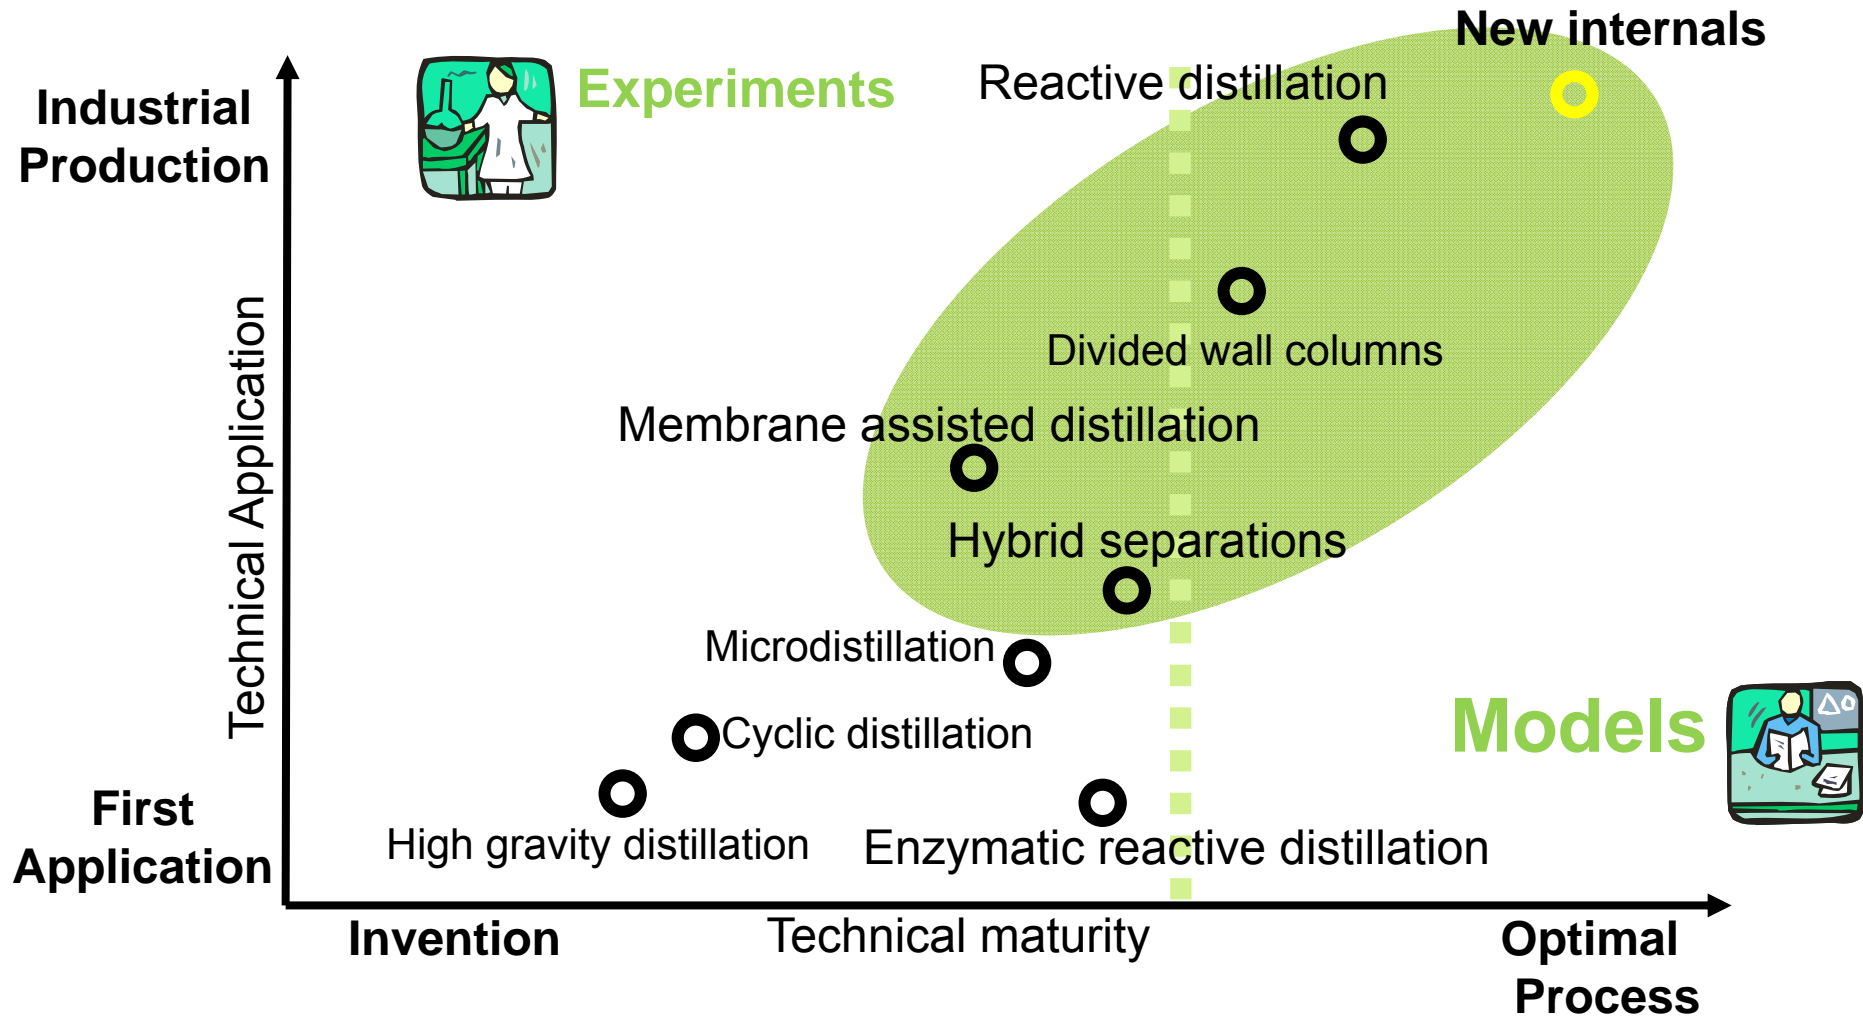 New internals
Experiments
Reactive distillation
Industrial
Production
Divided wall columns
Technical Application
Membrane assisted distillation
Hybrid separations
Microdistillation
Cyclic distillation
Models
First
Application
High gravity distillation
Enzymatic reactive distillation
Invention
Technical maturity
Optimal
Process